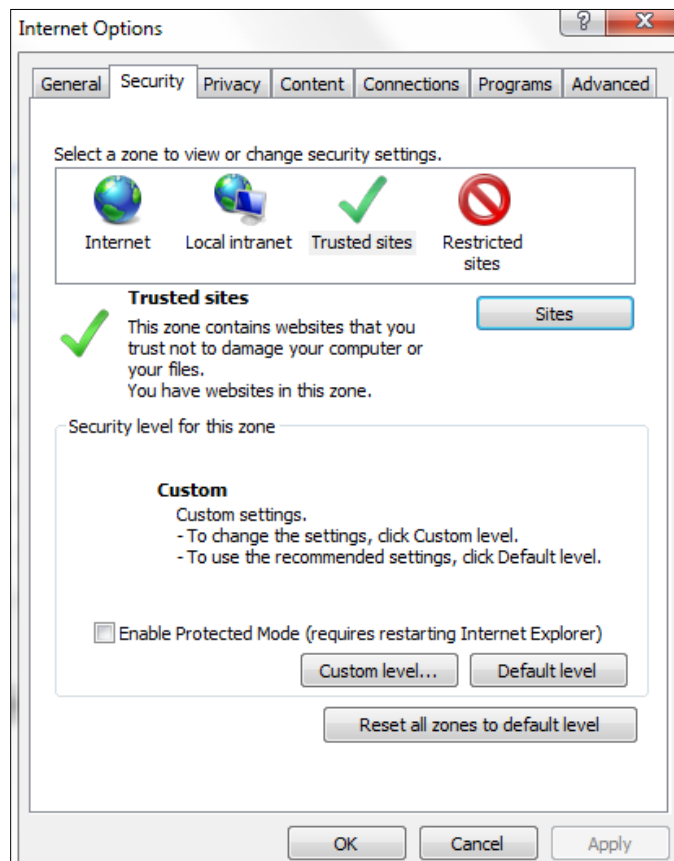 Internet Options
General Security Privacy Content Connections Programs Advanced
Select a zone to view or change security settings.
Internet Local intranet Trusted sites Restricted
sites
Trusted sites
Sites
This zone contains websites that you
trust not to damage your computer or
your files.
You have websites in this zone.
Security level for this zone
Custom
Custom settings.
- To change the settings, click Custom level.
- To use the recommended settings, click Default level.
Enable Protected Mode (requires restarting Internet Explorer)
Custom level... Default level
Reset all zones to default level
OK Cancel Apply